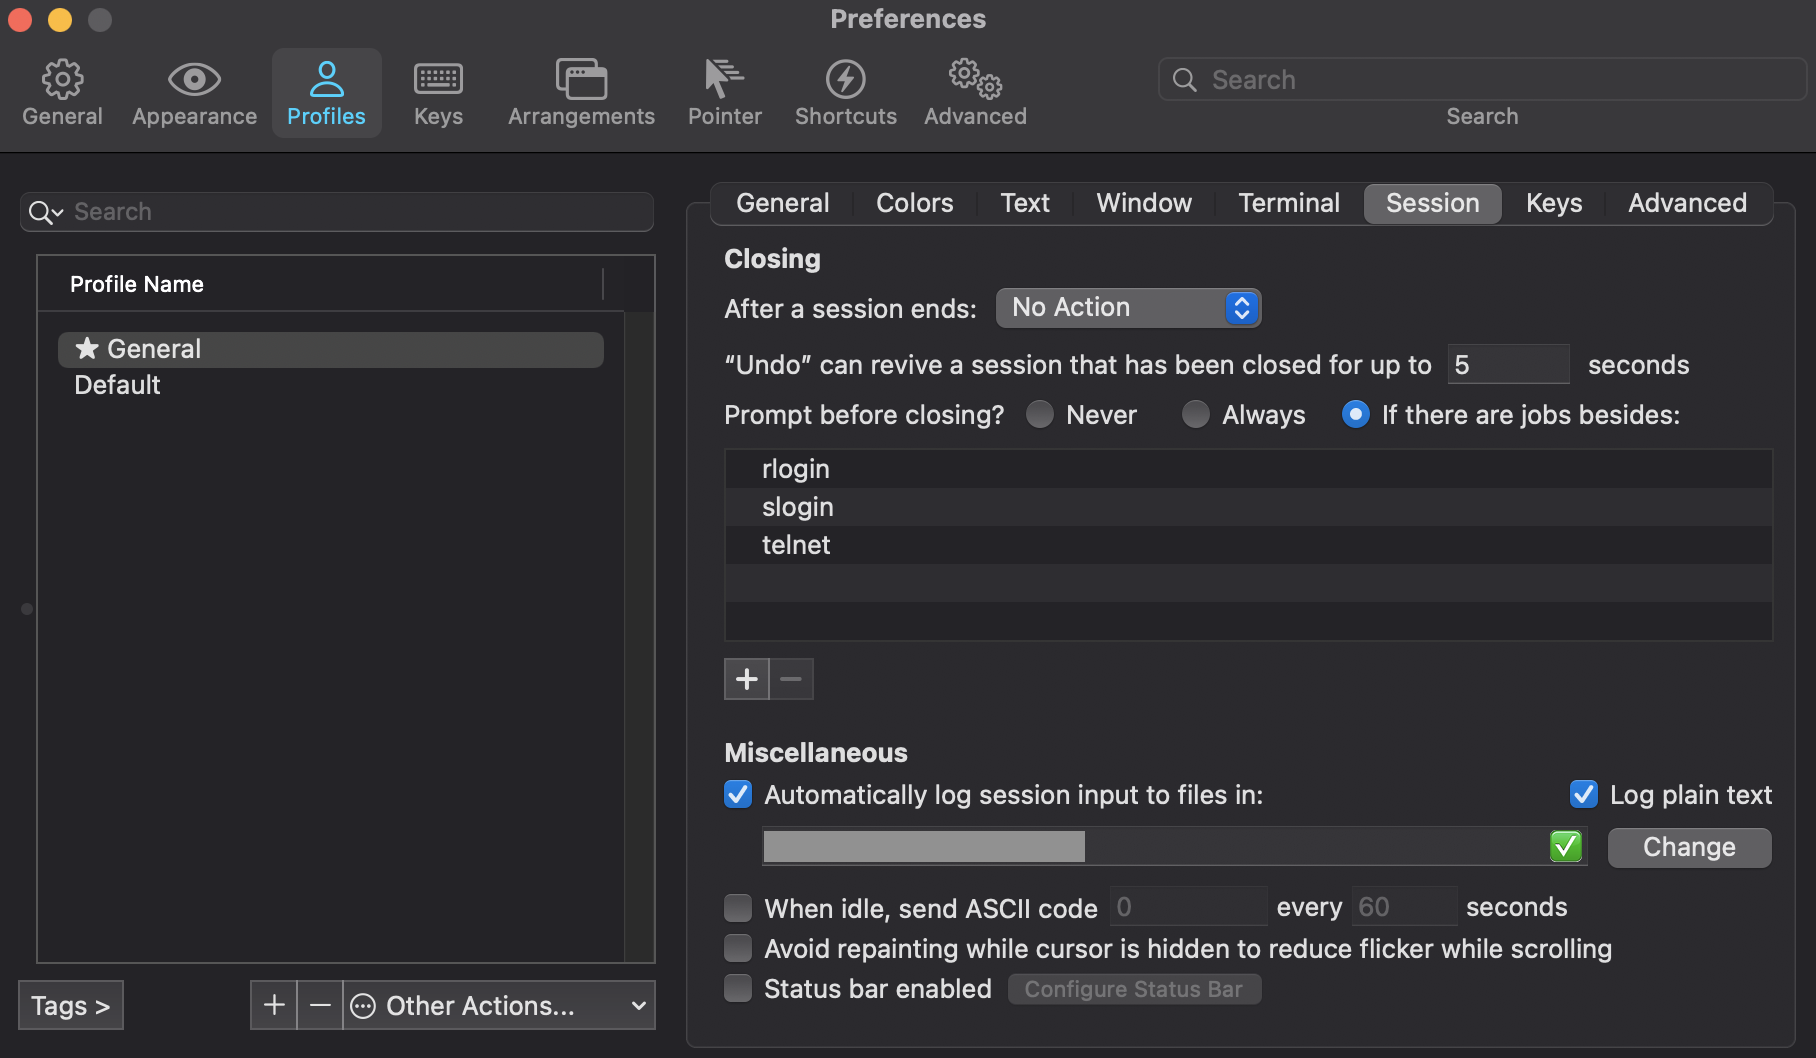 Preferences
General Appearance Profiles Keys Arrangements Pointer Shortcuts Advanced Search
Search
Search
General Colors Text Window Terminal Session Keys Advanced
Profile Name
★ General
Default
Tags >
+ − Other Actions...
Closing
After a session ends: No Action
“Undo” can revive a session that has been closed for up to 5 seconds
Prompt before closing? Never Always If there are jobs besides:
rlogin
slogin
telnet
+ −
Miscellaneous
Automatically log session input to files in: Log plain text
Change
When idle, send ASCII code 0 every 60 seconds
Avoid repainting while cursor is hidden to reduce flicker while scrolling
Status bar enabled Configure Status Bar